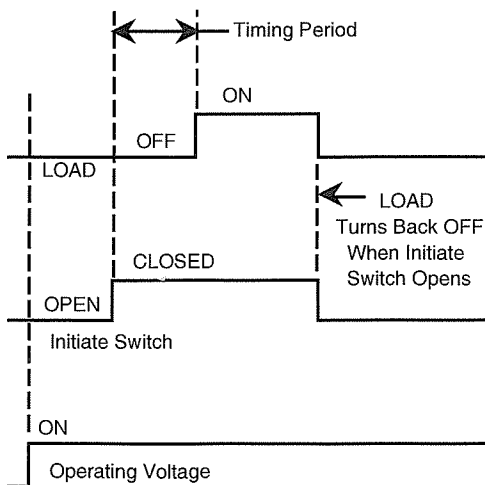 Timing Period
ON
OFF
LOAD
LOAD
Turns Back OFF
When Initiate
Switch Opens
CLOSED
OPEN
Initiate Switch
ON
Operating Voltage